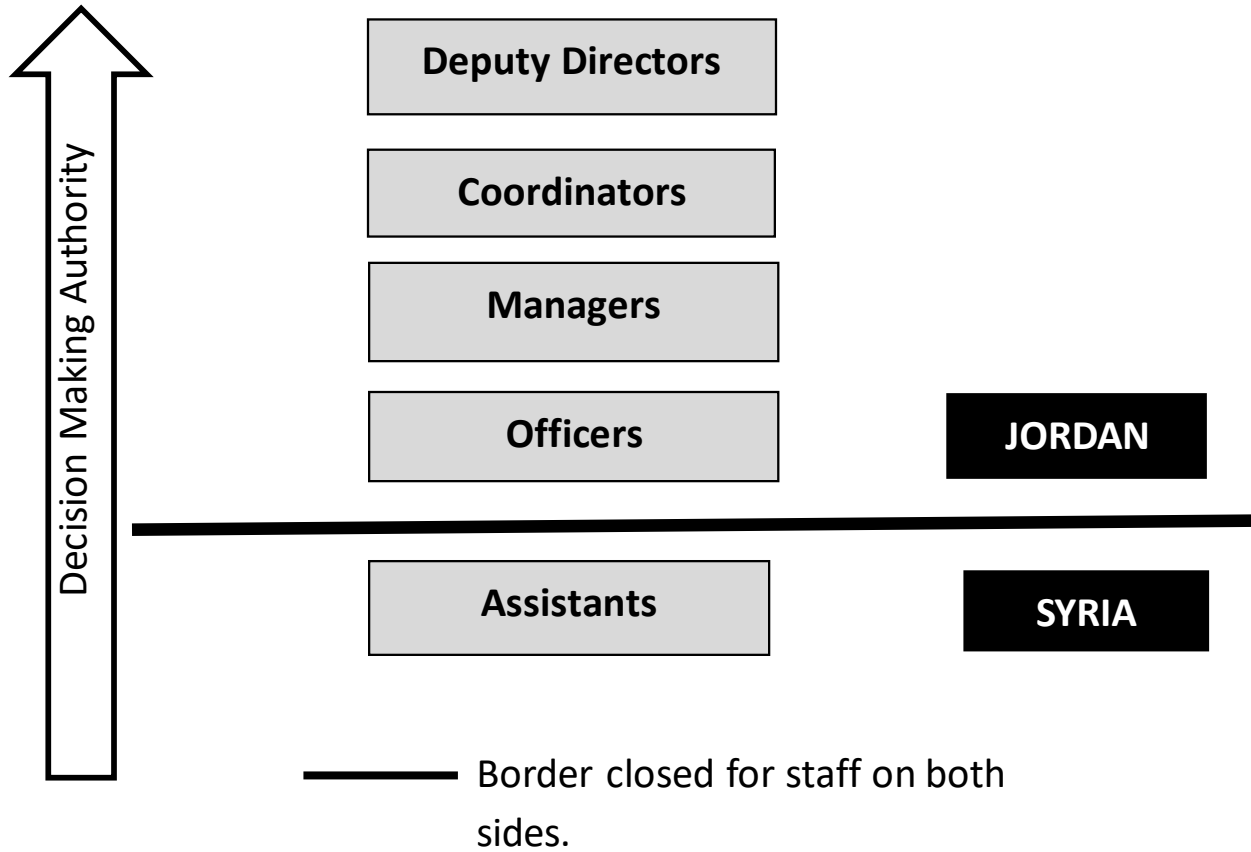 Decision Making Authority
Deputy Directors
Coordinators
Managers
Officers
JORDAN
Assistants
SYRIA
Border closed for staff on both
sides.